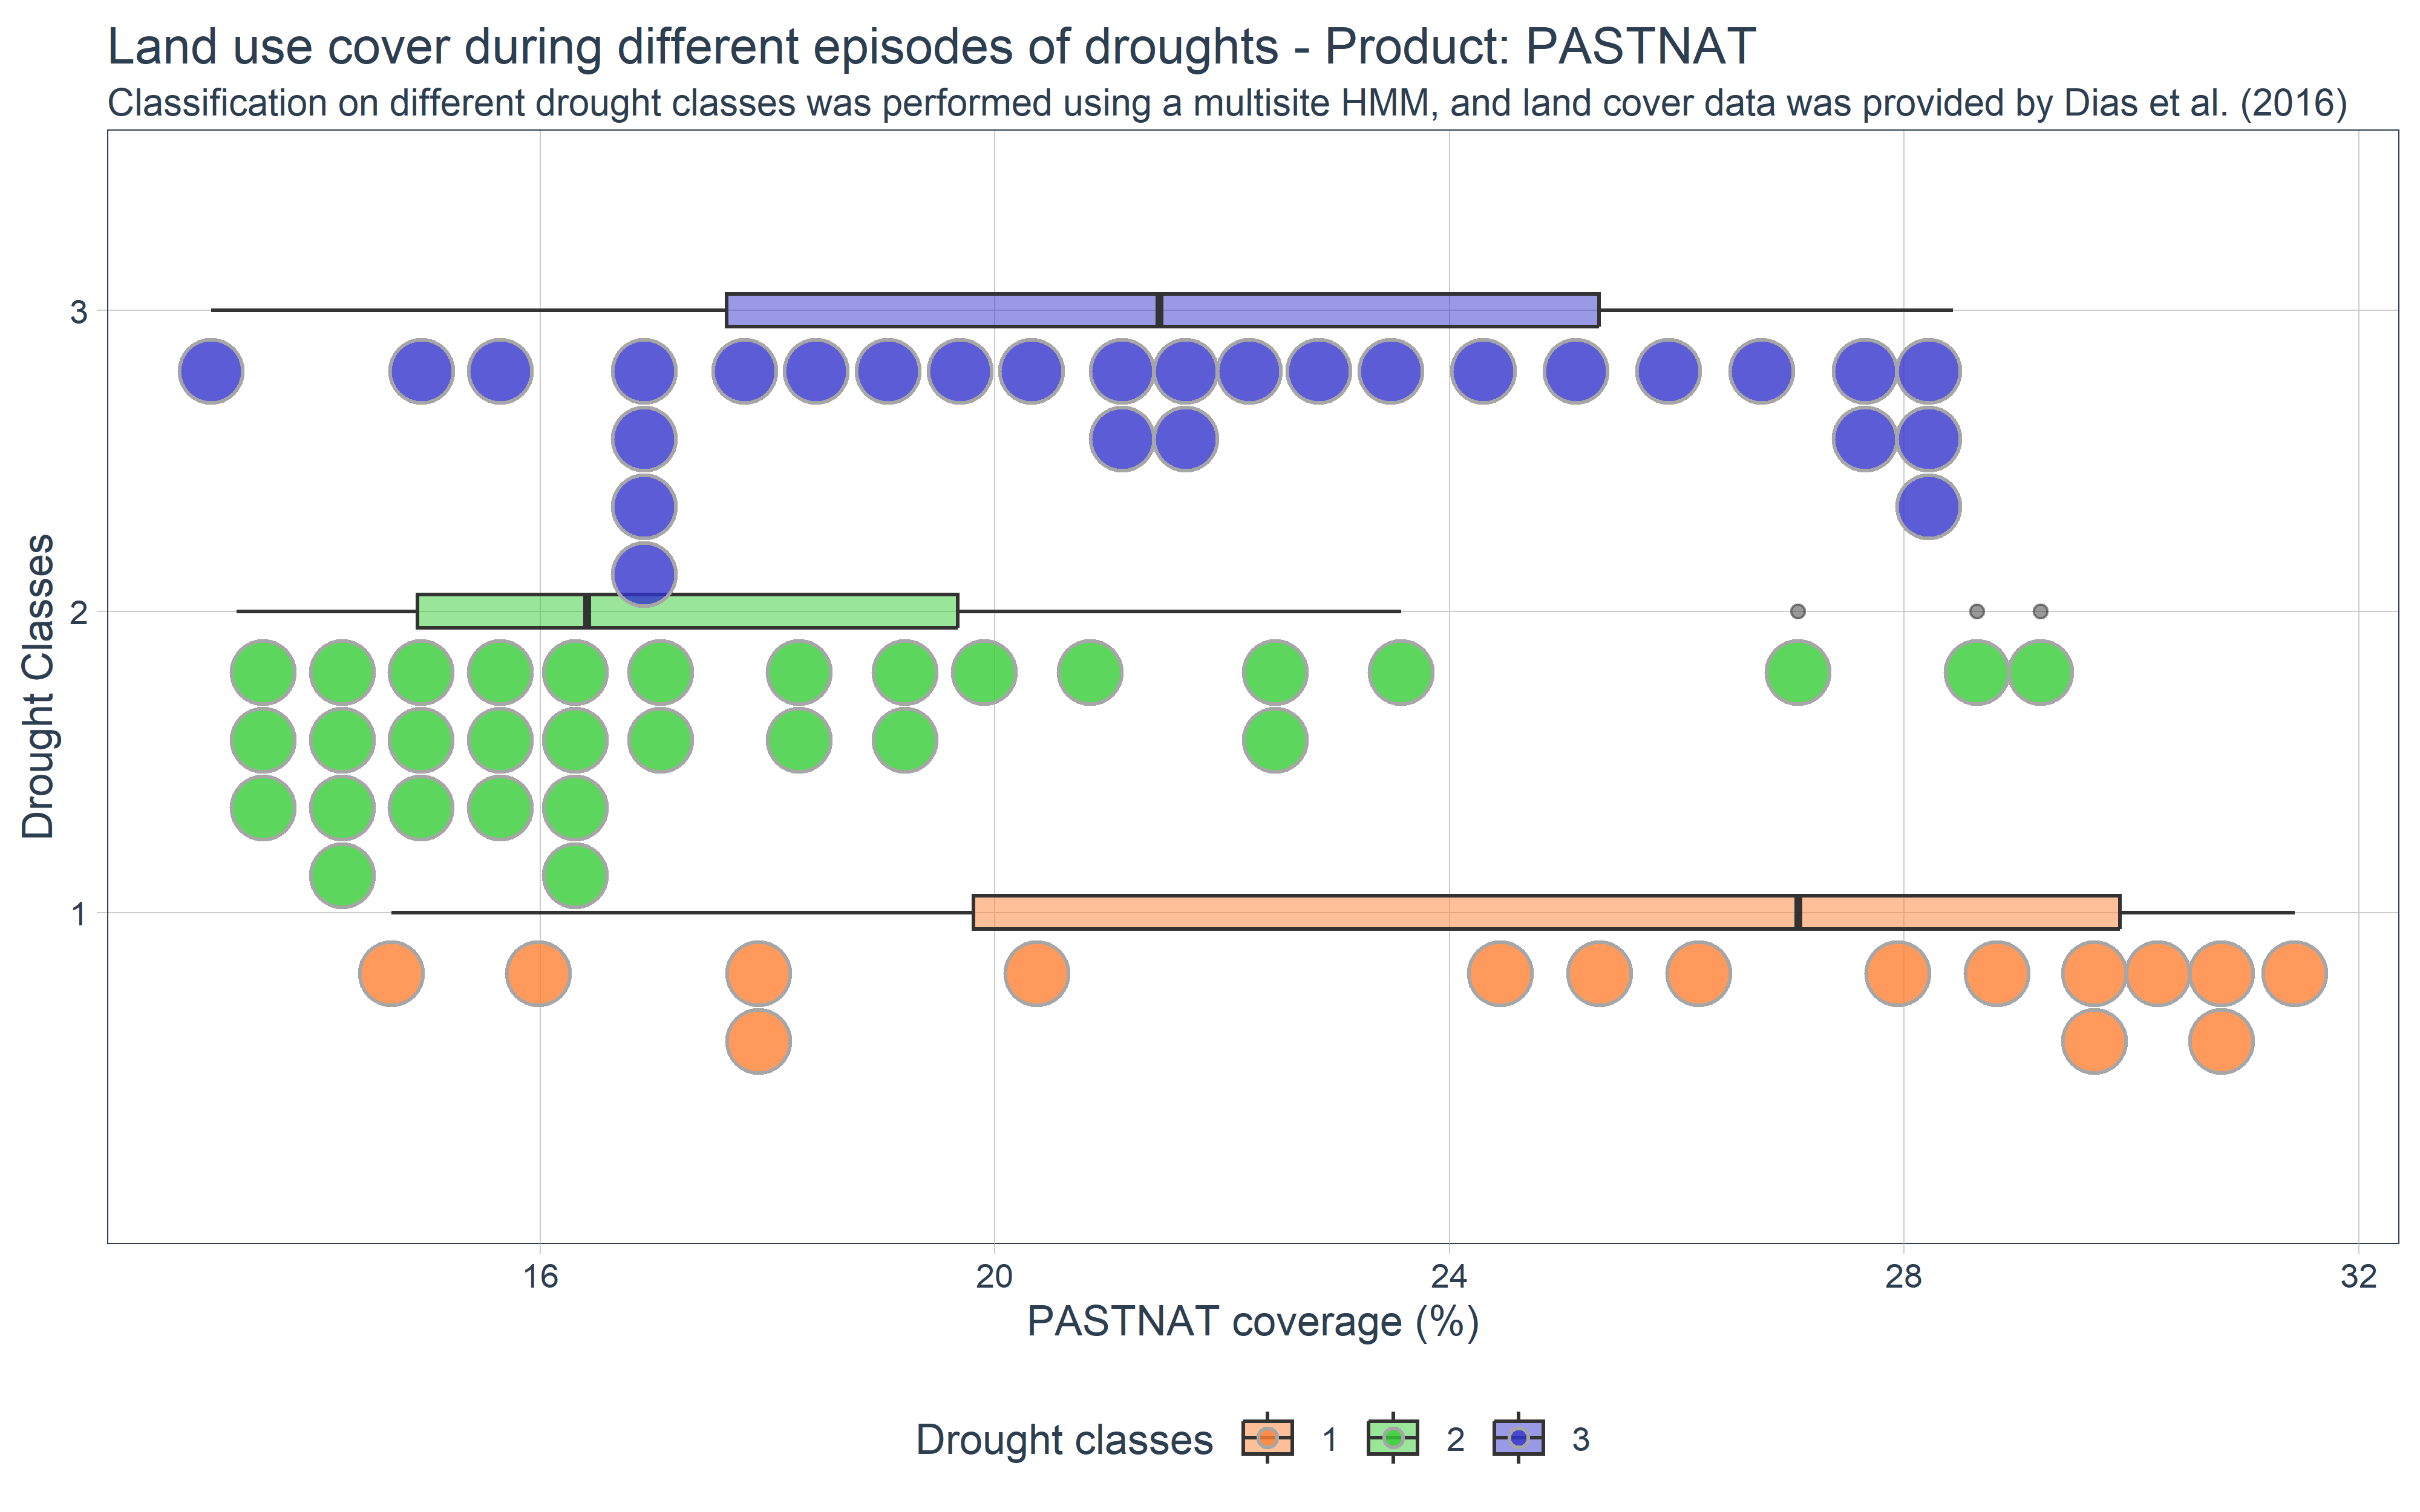 Land use cover during different episodes of droughts - Product: PASTNAT
Classification on different drought classes was performed using a multisite HMM, and land cover data was provided by Dias et al. (2016)
Drought Classes
3
2
1
16 20 24 28 32
PASTNAT coverage (%)
Drought classes 1 2 3